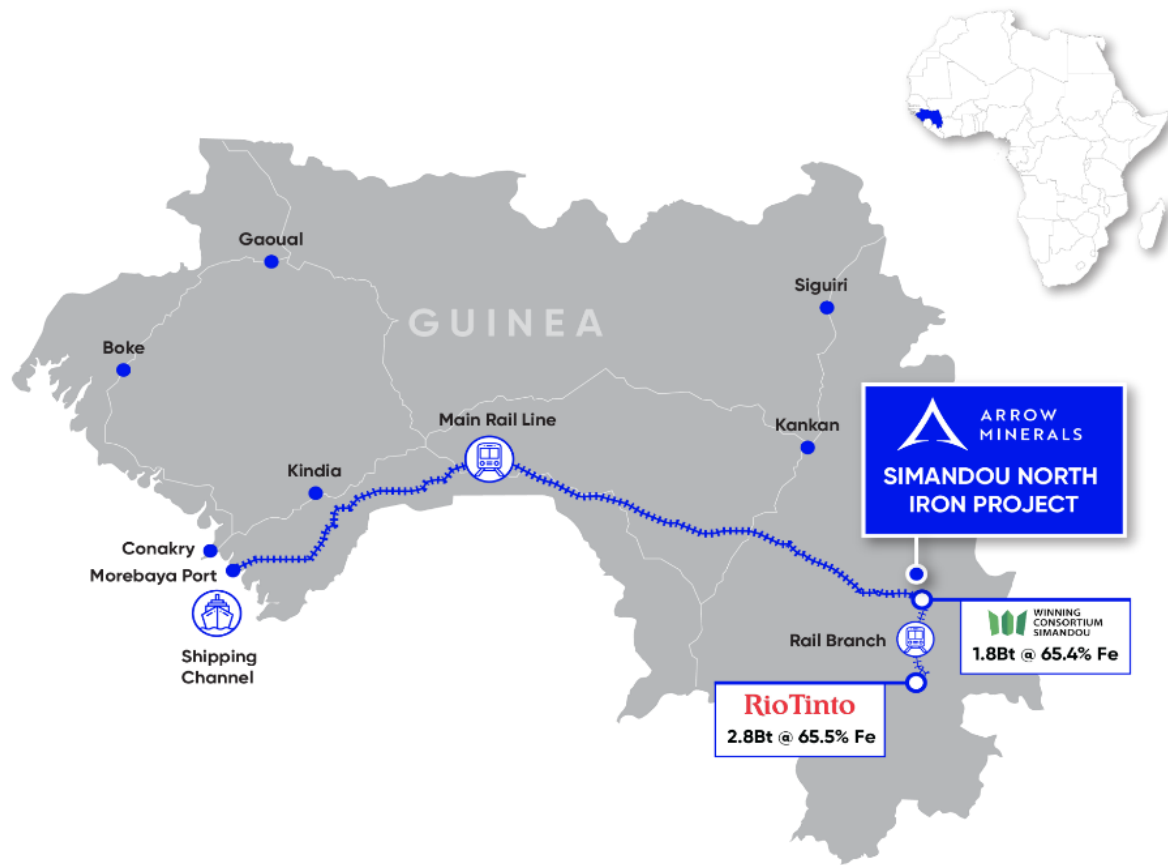 Gaoual
Siguiri
GUINEA
Boke
Main Rail Line
Kankan
Kindia
ARROW
MINERALS
SIMANDOU NORTH
IRON PROJECT
Conakry
Morebaya Port
Shipping
Channel
Rail Branch
WINNING
CONSORTIUM
SIMANDOU
1.8Bt @ 65.4% Fe
RioTinto
2.8Bt @ 65.5% Fe